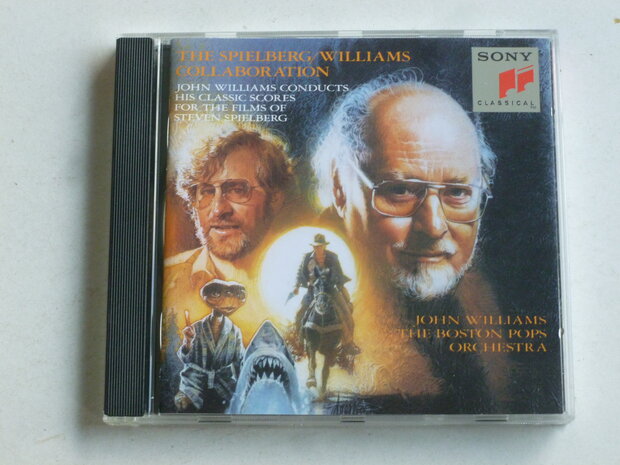 THE SPIELBERG/WILLIAMS
COLLABORATION
JOHN WILLIAMS CONDUCTS
HIS CLASSIC SCORES
FOR THE FILMS OF
STEVEN SPIELBERG
SONY
CLASSICAL
JOHN WILLIAMS
THE BOSTON POPS
ORCHESTRA